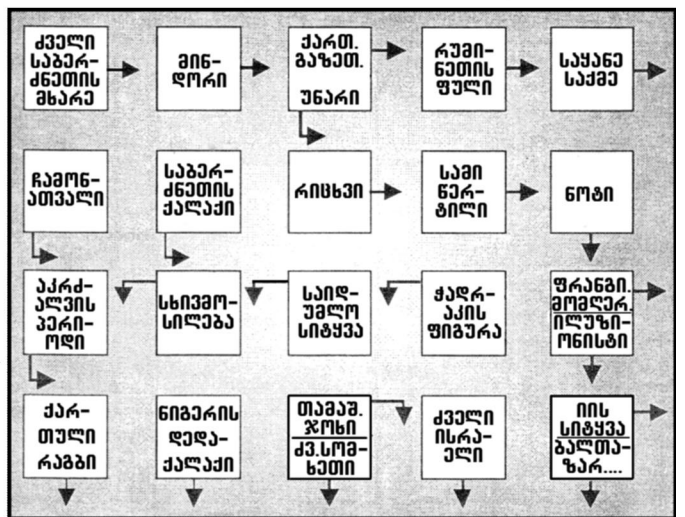 ძველი
საბერ-
ძნეთის
მხარე
მინ-
დორი
ქართ.
გაზეთ.
უნარი
რუმი-
ნეთის
ფული
საყანე
საქმე
ჩამონ-
ათვალი
საბერ-
ძნეთის
ქალაქი
რიცხვი
სამი
წერ-
ტილი
ნოტი
აკრძ-
ალვის
პერი-
ოდი
სხივმო-
სილება
საიდ-
უმლო
სიტყვა
ჭადრ-
აკის
ფიგურა
ფრანგი.
მომღერ.
ილუზი-
ონისტი
ქარ-
თული
რაგბი
ნიგერის
დედა-
ქალაქი
თამაშ.
ჯოხი
ძვ.სომ-
ხეთი
ძველი
ისრა-
ელი
იის
სიტყვა
ბალთა-
ზარ....